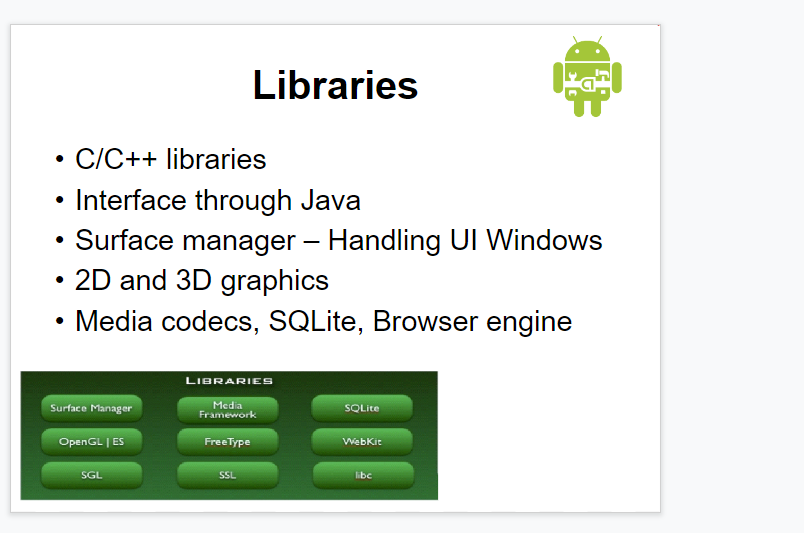 Libraries
• C/C++ libraries
• Interface through Java
• Surface manager – Handling UI Windows
• 2D and 3D graphics
• Media codecs, SQLite, Browser engine
LIBRARIES
Surface Manager
Media
Framework
SQLite
OpenGL | ES
FreeType
WebKit
SGL
SSL
libc